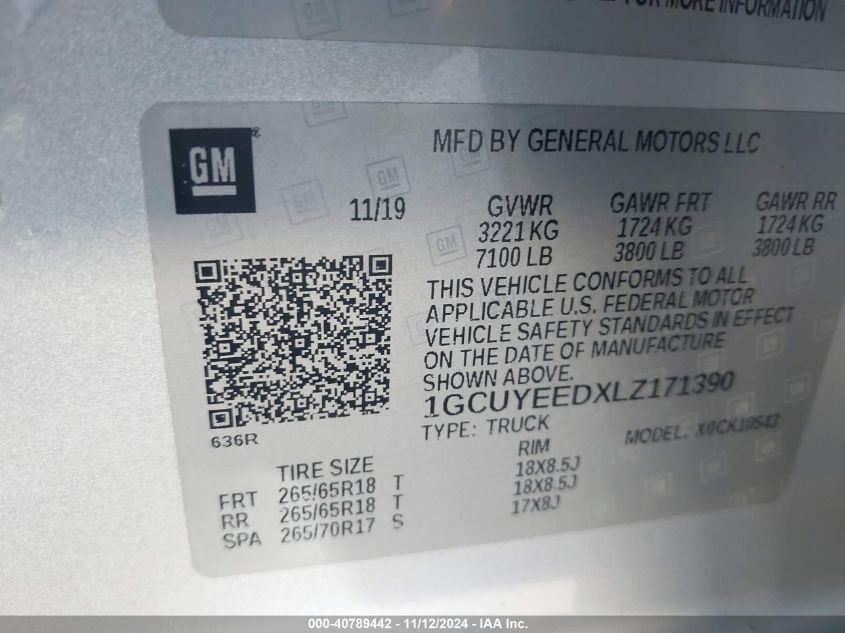 FOR MORE INFORMATION
GM
MFD BY GENERAL MOTORS LLC
11/19
GVWR GAWR FRT GAWR RR
3221 KG 1724 KG 1724 KG
7100 LB 3800 LB 3800 LB
THIS VEHICLE CONFORMS TO ALL
APPLICABLE U.S. FEDERAL MOTOR
VEHICLE SAFETY STANDARDS IN EFFECT
ON THE DATE OF MANUFACTURE
SHOWN ABOVE.
1GCUYEEDXLZ171390
TYPE: TRUCK MODEL: X0CK10543
636R
TIRE SIZE RIM
FRT 265/65R18 T 18X8.5J
RR 265/65R18 T 18X8.5J
SPA 265/70R17 S 17X8J
000-40789442 - 11/12/2024 - IAA Inc.